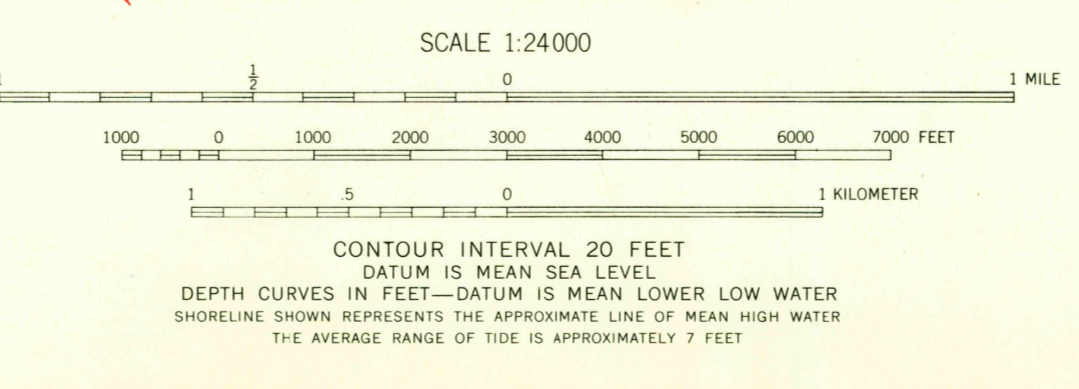 SCALE 1:24000
1 ½ 0 1 MILE
1000 0 1000 2000 3000 4000 5000 6000 7000 FEET
1 .5 0 1 KILOMETER
CONTOUR INTERVAL 20 FEET
DATUM IS MEAN SEA LEVEL
DEPTH CURVES IN FEET—DATUM IS MEAN LOWER LOW WATER
SHORELINE SHOWN REPRESENTS THE APPROXIMATE LINE OF MEAN HIGH WATER
THE AVERAGE RANGE OF TIDE IS APPROXIMATELY 7 FEET